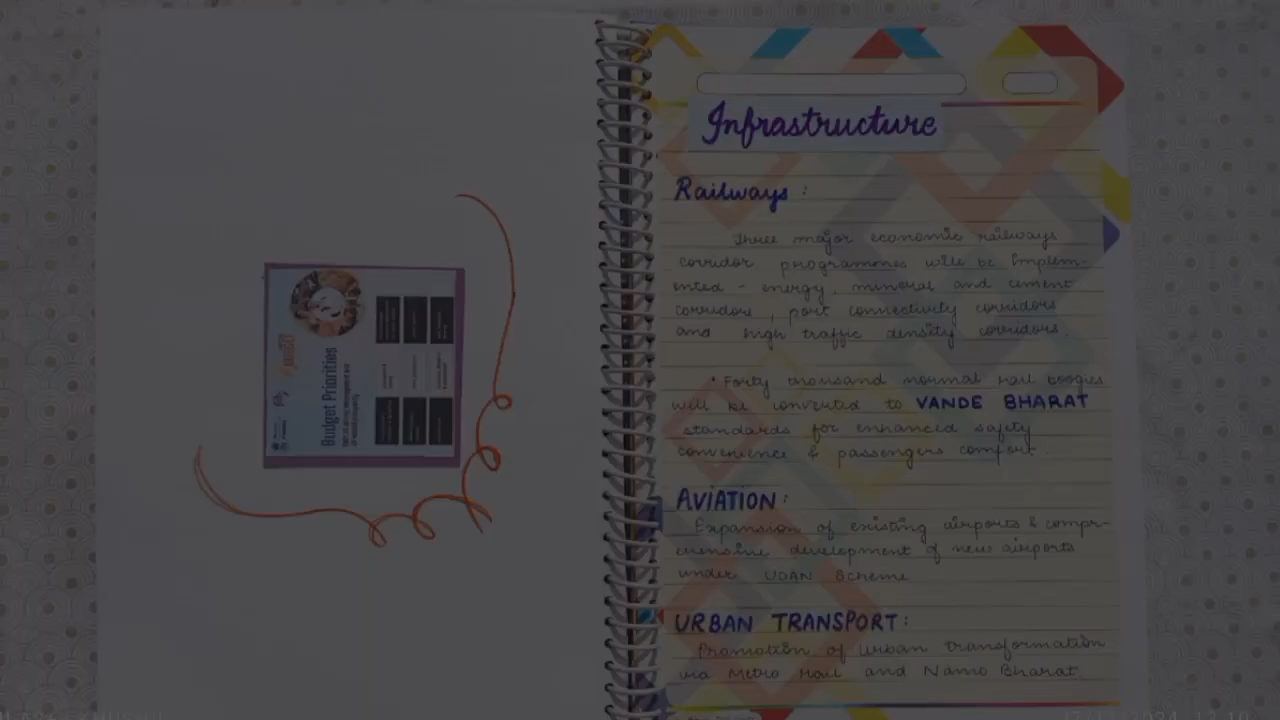 Budget Priorities
Infrastructure
Railways :
Three major economic railways
corridor programmes will be Implem-
ented - energy, mineral and cement
corridors, port connectivity corridors
and high traffic density corridors.
• Forty thousand normal rail boogies
will be converted to VANDE BHARAT
standards for enhanced safety
convenience & passengers comfort.
AVIATION:
Expansion of existing airports & compr-
ehensive development of new airports
under UDAN Scheme
URBAN TRANSPORT:
Promotion of Urban transformation
via Metro rail and Namo Bharat.